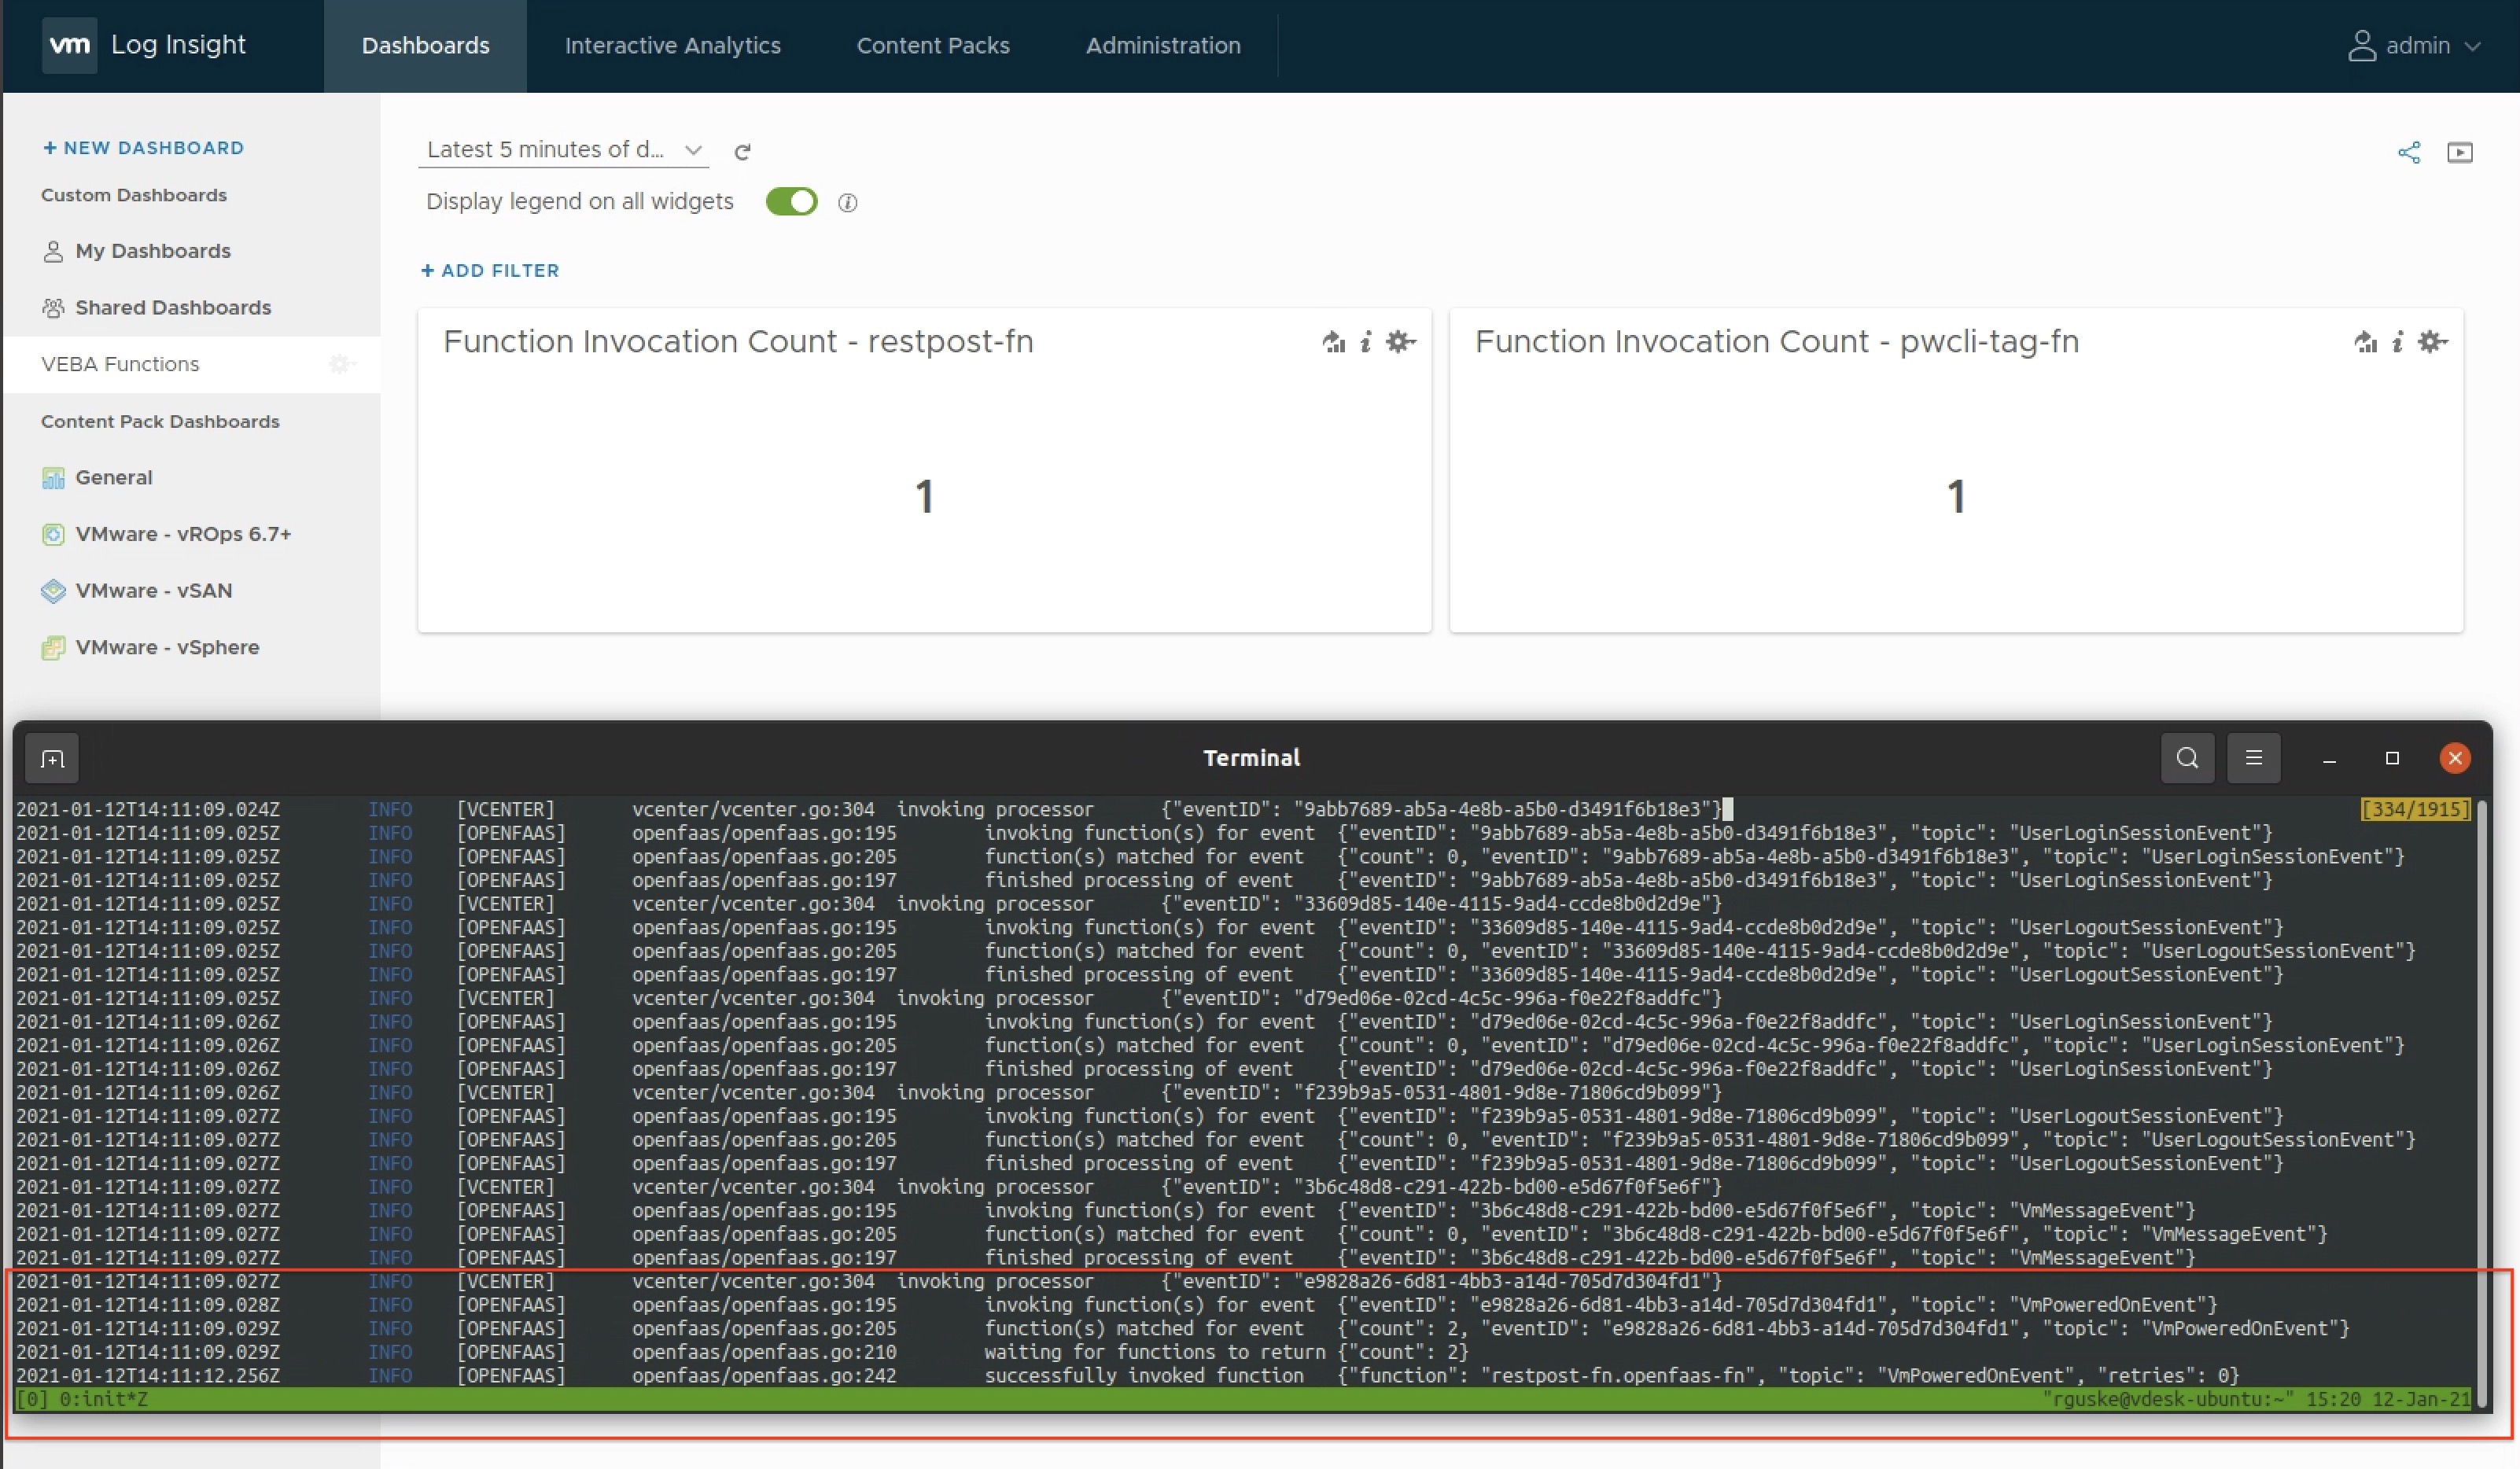 vm Log Insight Dashboards Interactive Analytics Content Packs Administration admin
+ NEW DASHBOARD
Custom Dashboards
My Dashboards
Shared Dashboards
VEBA Functions
Content Pack Dashboards
General
VMware - vROps 6.7+
VMware - vSAN
VMware - vSphere
Latest 5 minutes of d...
Display legend on all widgets
+ ADD FILTER
Function Invocation Count - restpost-fn
1
Function Invocation Count - pwcli-tag-fn
1
Terminal
2021-01-12T14:11:09.024Z INFO [VCENTER] vcenter/vcenter.go:304 invoking processor {"eventID": "9abb7689-ab5a-4e8b-a5b0-d3491f6b18e3"} [334/1915]
2021-01-12T14:11:09.025Z INFO [OPENFAAS] openfaas/openfaas.go:195 invoking function(s) for event {"eventID": "9abb7689-ab5a-4e8b-a5b0-d3491f6b18e3", "topic": "UserLoginSessionEvent"}
2021-01-12T14:11:09.025Z INFO [OPENFAAS] openfaas/openfaas.go:205 function(s) matched for event {"count": 0, "eventID": "9abb7689-ab5a-4e8b-a5b0-d3491f6b18e3", "topic": "UserLoginSessionEvent"}
2021-01-12T14:11:09.025Z INFO [OPENFAAS] openfaas/openfaas.go:197 finished processing of event {"eventID": "9abb7689-ab5a-4e8b-a5b0-d3491f6b18e3", "topic": "UserLoginSessionEvent"}
2021-01-12T14:11:09.025Z INFO [VCENTER] vcenter/vcenter.go:304 invoking processor {"eventID": "33609d85-140e-4115-9ad4-ccde8b0d2d9e"}
2021-01-12T14:11:09.025Z INFO [OPENFAAS] openfaas/openfaas.go:195 invoking function(s) for event {"eventID": "33609d85-140e-4115-9ad4-ccde8b0d2d9e", "topic": "UserLogoutSessionEvent"}
2021-01-12T14:11:09.025Z INFO [OPENFAAS] openfaas/openfaas.go:205 function(s) matched for event {"count": 0, "eventID": "33609d85-140e-4115-9ad4-ccde8b0d2d9e", "topic": "UserLogoutSessionEvent"}
2021-01-12T14:11:09.025Z INFO [OPENFAAS] openfaas/openfaas.go:197 finished processing of event {"eventID": "33609d85-140e-4115-9ad4-ccde8b0d2d9e", "topic": "UserLogoutSessionEvent"}
2021-01-12T14:11:09.025Z INFO [VCENTER] vcenter/vcenter.go:304 invoking processor {"eventID": "d79ed06e-02cd-4c5c-996a-f0e22f8addfc"}
2021-01-12T14:11:09.026Z INFO [OPENFAAS] openfaas/openfaas.go:195 invoking function(s) for event {"eventID": "d79ed06e-02cd-4c5c-996a-f0e22f8addfc", "topic": "UserLoginSessionEvent"}
2021-01-12T14:11:09.026Z INFO [OPENFAAS] openfaas/openfaas.go:205 function(s) matched for event {"count": 0, "eventID": "d79ed06e-02cd-4c5c-996a-f0e22f8addfc", "topic": "UserLoginSessionEvent"}
2021-01-12T14:11:09.026Z INFO [OPENFAAS] openfaas/openfaas.go:197 finished processing of event {"eventID": "d79ed06e-02cd-4c5c-996a-f0e22f8addfc", "topic": "UserLoginSessionEvent"}
2021-01-12T14:11:09.026Z INFO [VCENTER] vcenter/vcenter.go:304 invoking processor {"eventID": "f239b9a5-0531-4801-9d8e-71806cd9b099"}
2021-01-12T14:11:09.027Z INFO [OPENFAAS] openfaas/openfaas.go:195 invoking function(s) for event {"eventID": "f239b9a5-0531-4801-9d8e-71806cd9b099", "topic": "UserLogoutSessionEvent"}
2021-01-12T14:11:09.027Z INFO [OPENFAAS] openfaas/openfaas.go:205 function(s) matched for event {"count": 0, "eventID": "f239b9a5-0531-4801-9d8e-71806cd9b099", "topic": "UserLogoutSessionEvent"}
2021-01-12T14:11:09.027Z INFO [OPENFAAS] openfaas/openfaas.go:197 finished processing of event {"eventID": "f239b9a5-0531-4801-9d8e-71806cd9b099", "topic": "UserLogoutSessionEvent"}
2021-01-12T14:11:09.027Z INFO [VCENTER] vcenter/vcenter.go:304 invoking processor {"eventID": "3b6c48d8-c291-422b-bd00-e5d67f0f5e6f"}
2021-01-12T14:11:09.027Z INFO [OPENFAAS] openfaas/openfaas.go:195 invoking function(s) for event {"eventID": "3b6c48d8-c291-422b-bd00-e5d67f0f5e6f", "topic": "VmMessageEvent"}
2021-01-12T14:11:09.027Z INFO [OPENFAAS] openfaas/openfaas.go:205 function(s) matched for event {"count": 0, "eventID": "3b6c48d8-c291-422b-bd00-e5d67f0f5e6f", "topic": "VmMessageEvent"}
2021-01-12T14:11:09.027Z INFO [OPENFAAS] openfaas/openfaas.go:197 finished processing of event {"eventID": "3b6c48d8-c291-422b-bd00-e5d67f0f5e6f", "topic": "VmMessageEvent"}
2021-01-12T14:11:09.027Z INFO [VCENTER] vcenter/vcenter.go:304 invoking processor {"eventID": "e9828a26-6d81-4bb3-a14d-705d7d304fd1"}
2021-01-12T14:11:09.028Z INFO [OPENFAAS] openfaas/openfaas.go:195 invoking function(s) for event {"eventID": "e9828a26-6d81-4bb3-a14d-705d7d304fd1", "topic": "VmPoweredOnEvent"}
2021-01-12T14:11:09.029Z INFO [OPENFAAS] openfaas/openfaas.go:205 function(s) matched for event {"count": 2, "eventID": "e9828a26-6d81-4bb3-a14d-705d7d304fd1", "topic": "VmPoweredOnEvent"}
2021-01-12T14:11:09.029Z INFO [OPENFAAS] openfaas/openfaas.go:210 waiting for functions to return {"count": 2}
2021-01-12T14:11:12.256Z INFO [OPENFAAS] openfaas/openfaas.go:242 successfully invoked function {"function": "restpost-fn.openfaas-fn", "topic": "VmPoweredOnEvent", "retries": 0}
[0] 0:init*Z "rguske@vdesk-ubuntu:~" 15:20 12-Jan-21